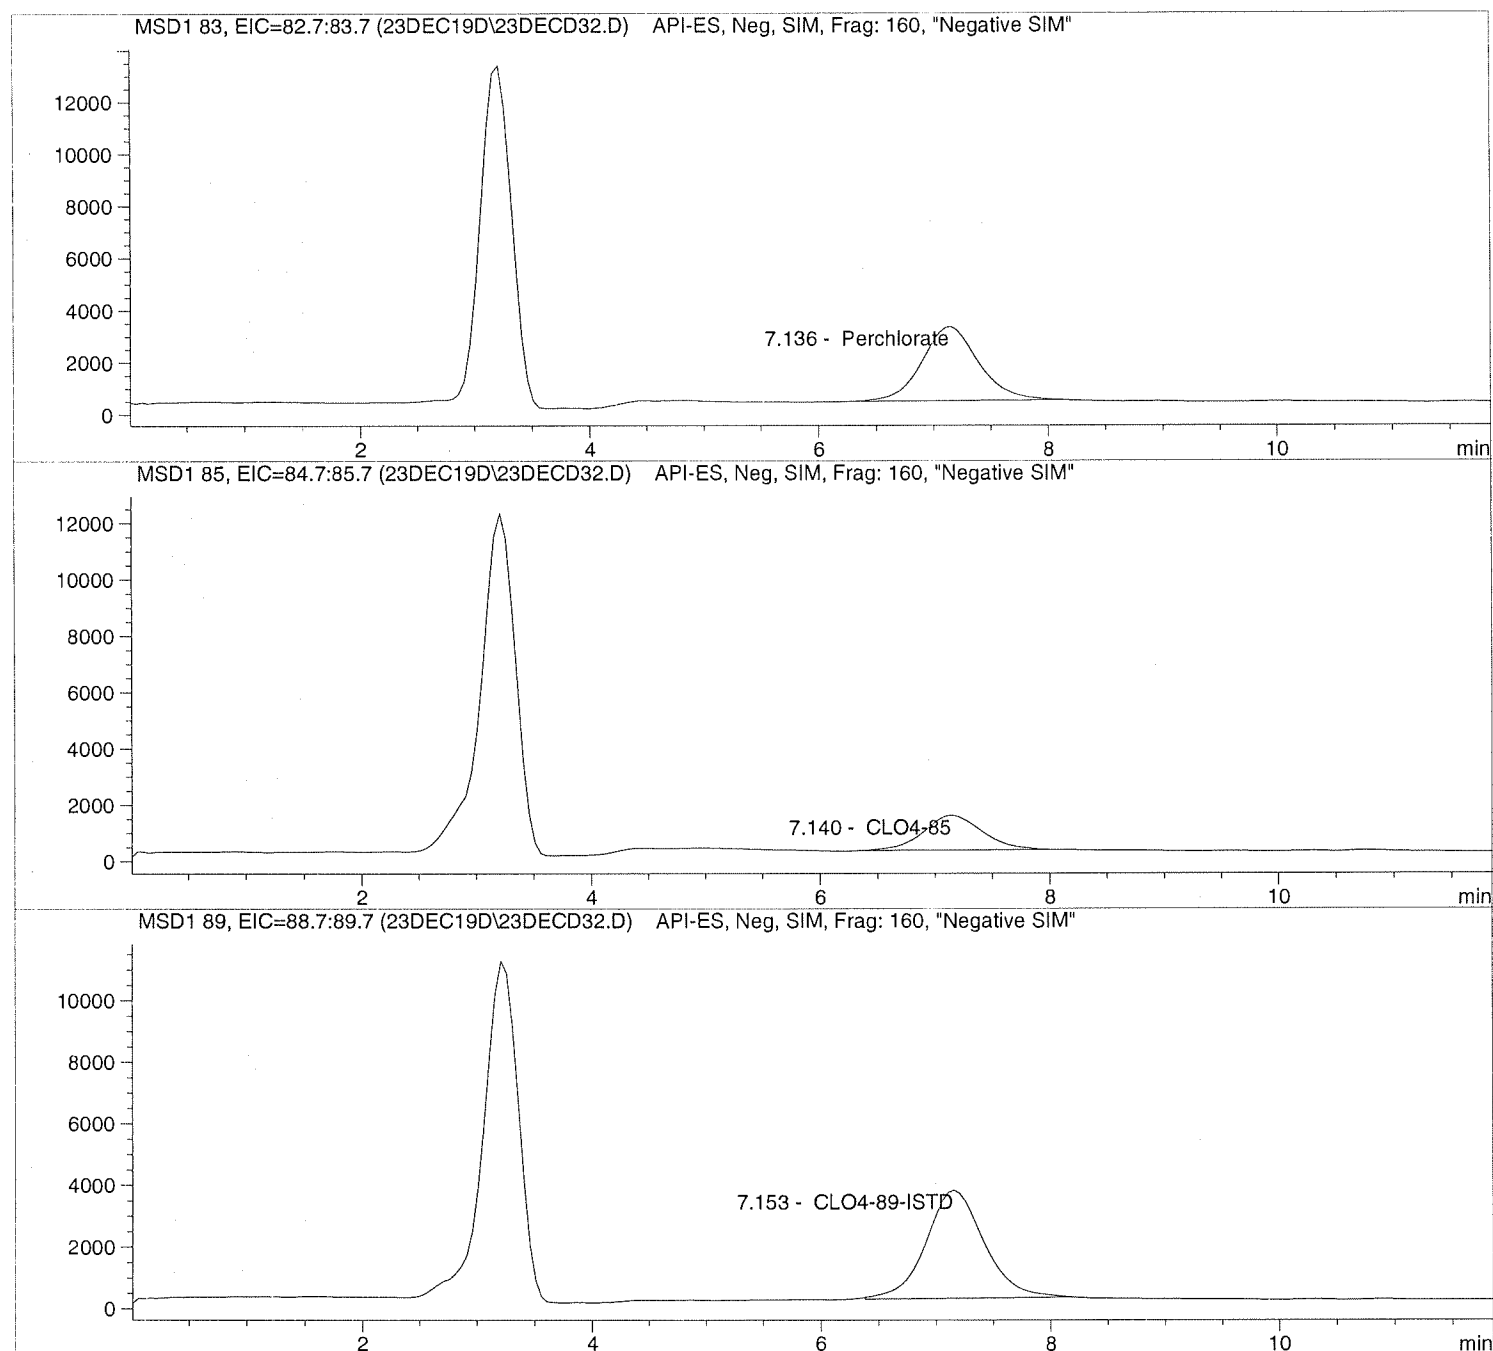 MSD1 83, EIC=82.7:83.7 (23DEC19D\23DECD32.D) API-ES, Neg, SIM, Frag: 160, "Negative SIM"
12000
10000
8000
6000
4000
2000
0
7.136 - Perchlorate
2 4 6 8 10 min
MSD1 85, EIC=84.7:85.7 (23DEC19D\23DECD32.D) API-ES, Neg, SIM, Frag: 160, "Negative SIM"
12000
10000
8000
6000
4000
2000
0
7.140 - CLO4-85
2 4 6 8 10 min
MSD1 89, EIC=88.7:89.7 (23DEC19D\23DECD32.D) API-ES, Neg, SIM, Frag: 160, "Negative SIM"
10000
8000
6000
4000
2000
0
7.153 - CLO4-89-ISTD
2 4 6 8 10 min